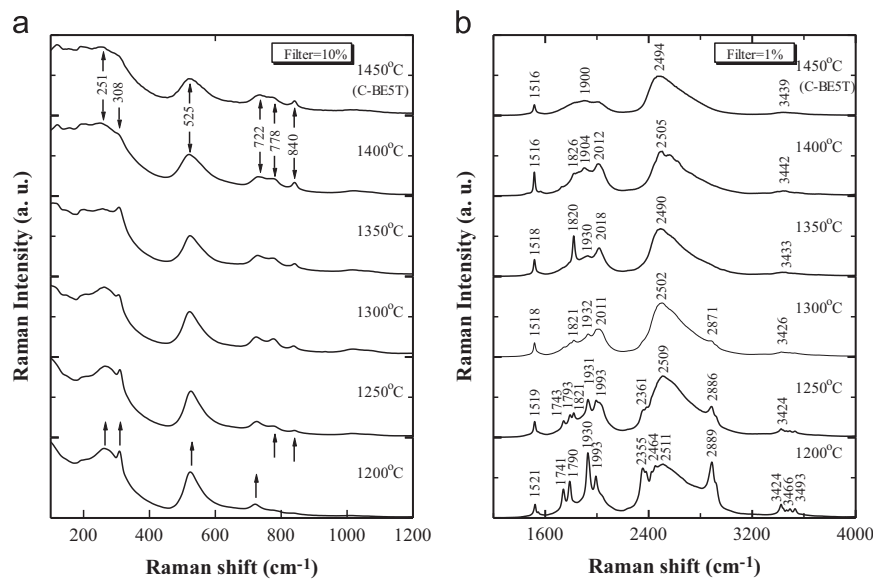 a
Filter=10%
1450°C
(C-BE5T)
251
308
525
722
778
840
1400°C
1350°C
1300°C
1250°C
1200°C
200 400 600 800 1000 1200
Raman shift (cm-1)
Raman Intensity (a. u.)
b
Filter=1%
1516
1900
2494
3439
1450°C
(C-BE5T)
1516
1826
1904
2012
2505
3442
1400°C
1518
1820
1930
2018
2490
3433
1350°C
1518
1821
1932
2011
2502
2871
3426
1300°C
1519
1743
1793
1821
1931
1993
2361
2509
2886
3424
1250°C
1521
1741
1790
1930
1993
2355
2464
2511
2889
3424
3466
3493
1200°C
1600 2400 3200 4000
Raman shift (cm-1)
Raman Intensity (a. u.)